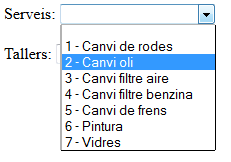 Serveis:
Tallers:
1 - Canvi de rodes
2 - Canvi oli
3 - Canvi filtre aire
4 - Canvi filtre benzina
5 - Canvi de frens
6 - Pintura
7 - Vidres